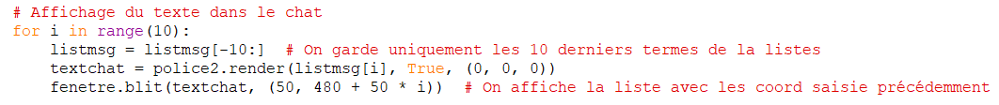 # Affichage du texte dans le chat
for i in range(10):
    listmsg = listmsg[-10:]  # On garde uniquement les 10 derniers termes de la listes
    textchat = police2.render(listmsg[i], True, (0, 0, 0))
    fenetre.blit(textchat, (50, 480 + 50 * i))  # On affiche la liste avec les coord saisie précédemment